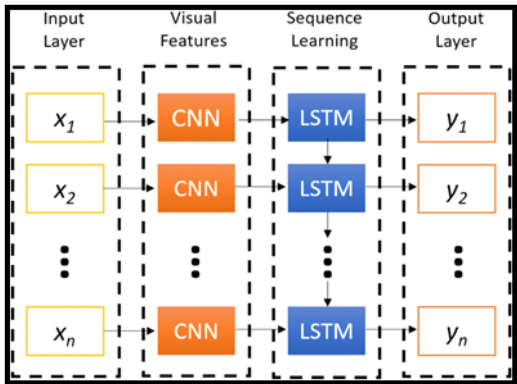 Input Layer
Visual Features
Sequence Learning
Output Layer
x1 CNN LSTM y1
x2 CNN LSTM y2
xn CNN LSTM yn